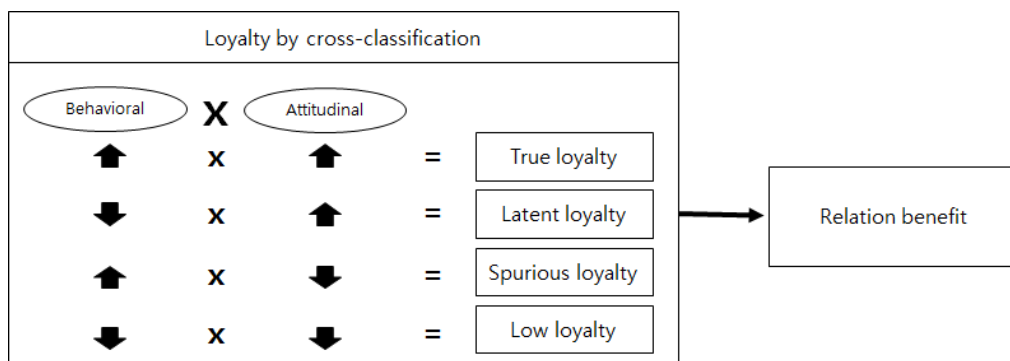 Loyalty by cross-classification
Behavioral X Attitudinal
x = True loyalty
x = Latent loyalty
x = Spurious loyalty
x = Low loyalty
Relation benefit